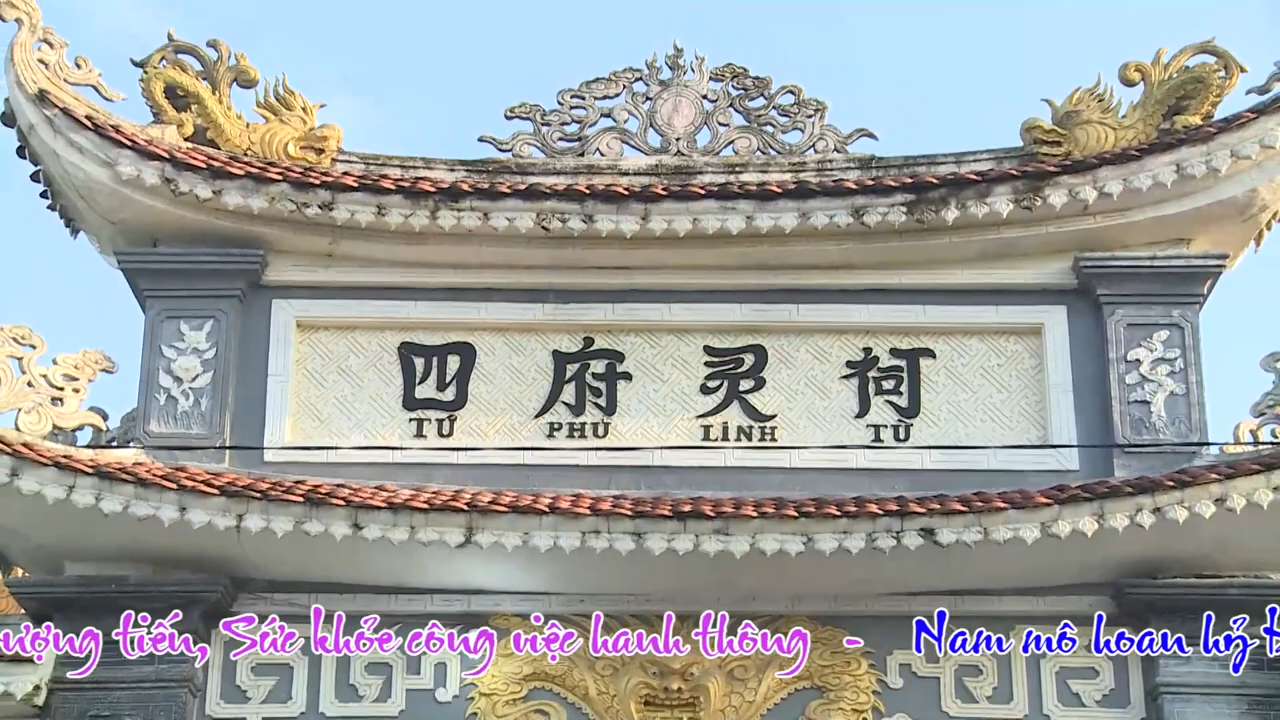 四府灵祠
TỨ PHỦ LINH TỪ
ượng tiến, Sức khỏe công việc hanh thông - Nam mô hoan hỷ